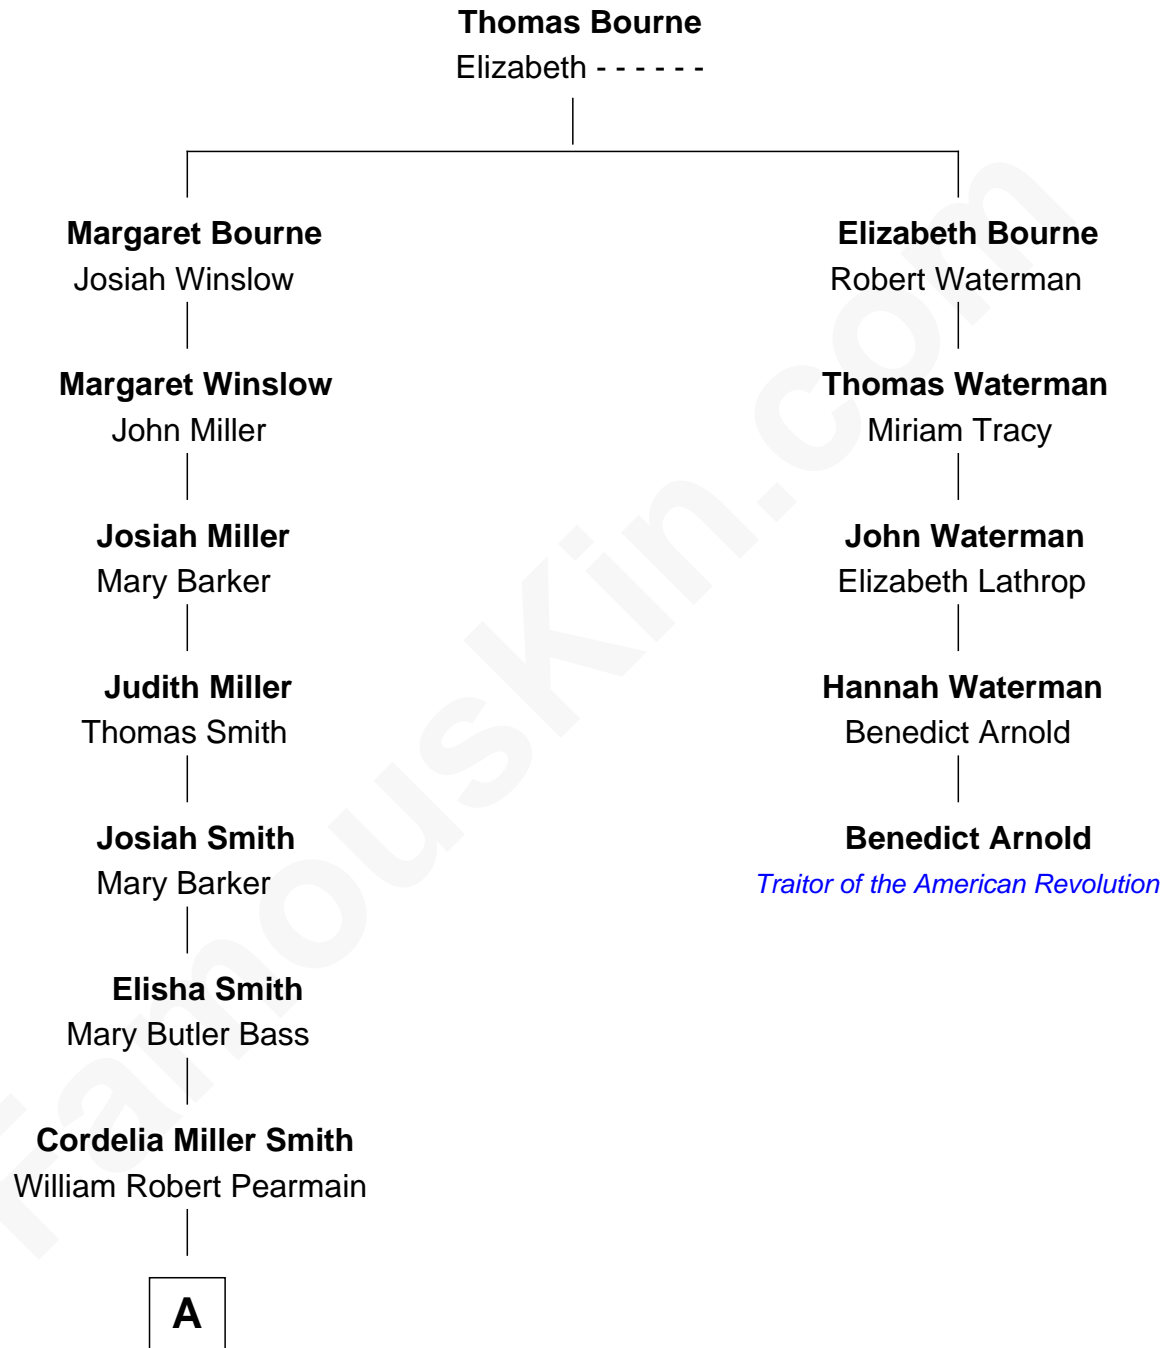 Thomas Bourne
Elizabeth - - - - - -
Margaret Bourne
Josiah Winslow
Elizabeth Bourne
Robert Waterman
Margaret Winslow
John Miller
Thomas Waterman
Miriam Tracy
Josiah Miller
Mary Barker
John Waterman
Elizabeth Lathrop
Judith Miller
Thomas Smith
Hannah Waterman
Benedict Arnold
Josiah Smith
Mary Barker
Benedict Arnold
Traitor of the American Revolution
Elisha Smith
Mary Butler Bass
Cordelia Miller Smith
William Robert Pearmain
A
FamousKin.com